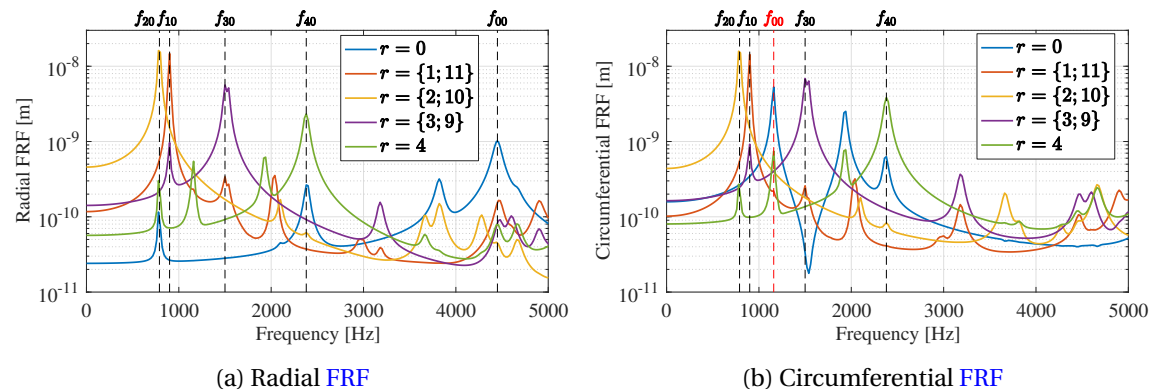 f20 f10 f30 f40 f00
Radial FRF [m]
10^-8
10^-9
10^-10
10^-11
r = 0
r = {1; 11}
r = {2; 10}
r = {3; 9}
r = 4
0 1000 2000 3000 4000 5000
Frequency [Hz]
(a) Radial FRF
f20 f10 f00 f30 f40
Circumferential FRF [m]
10^-8
10^-9
10^-10
10^-11
r = 0
r = {1; 11}
r = {2; 10}
r = {3; 9}
r = 4
0 1000 2000 3000 4000 5000
Frequency [Hz]
(b) Circumferential FRF